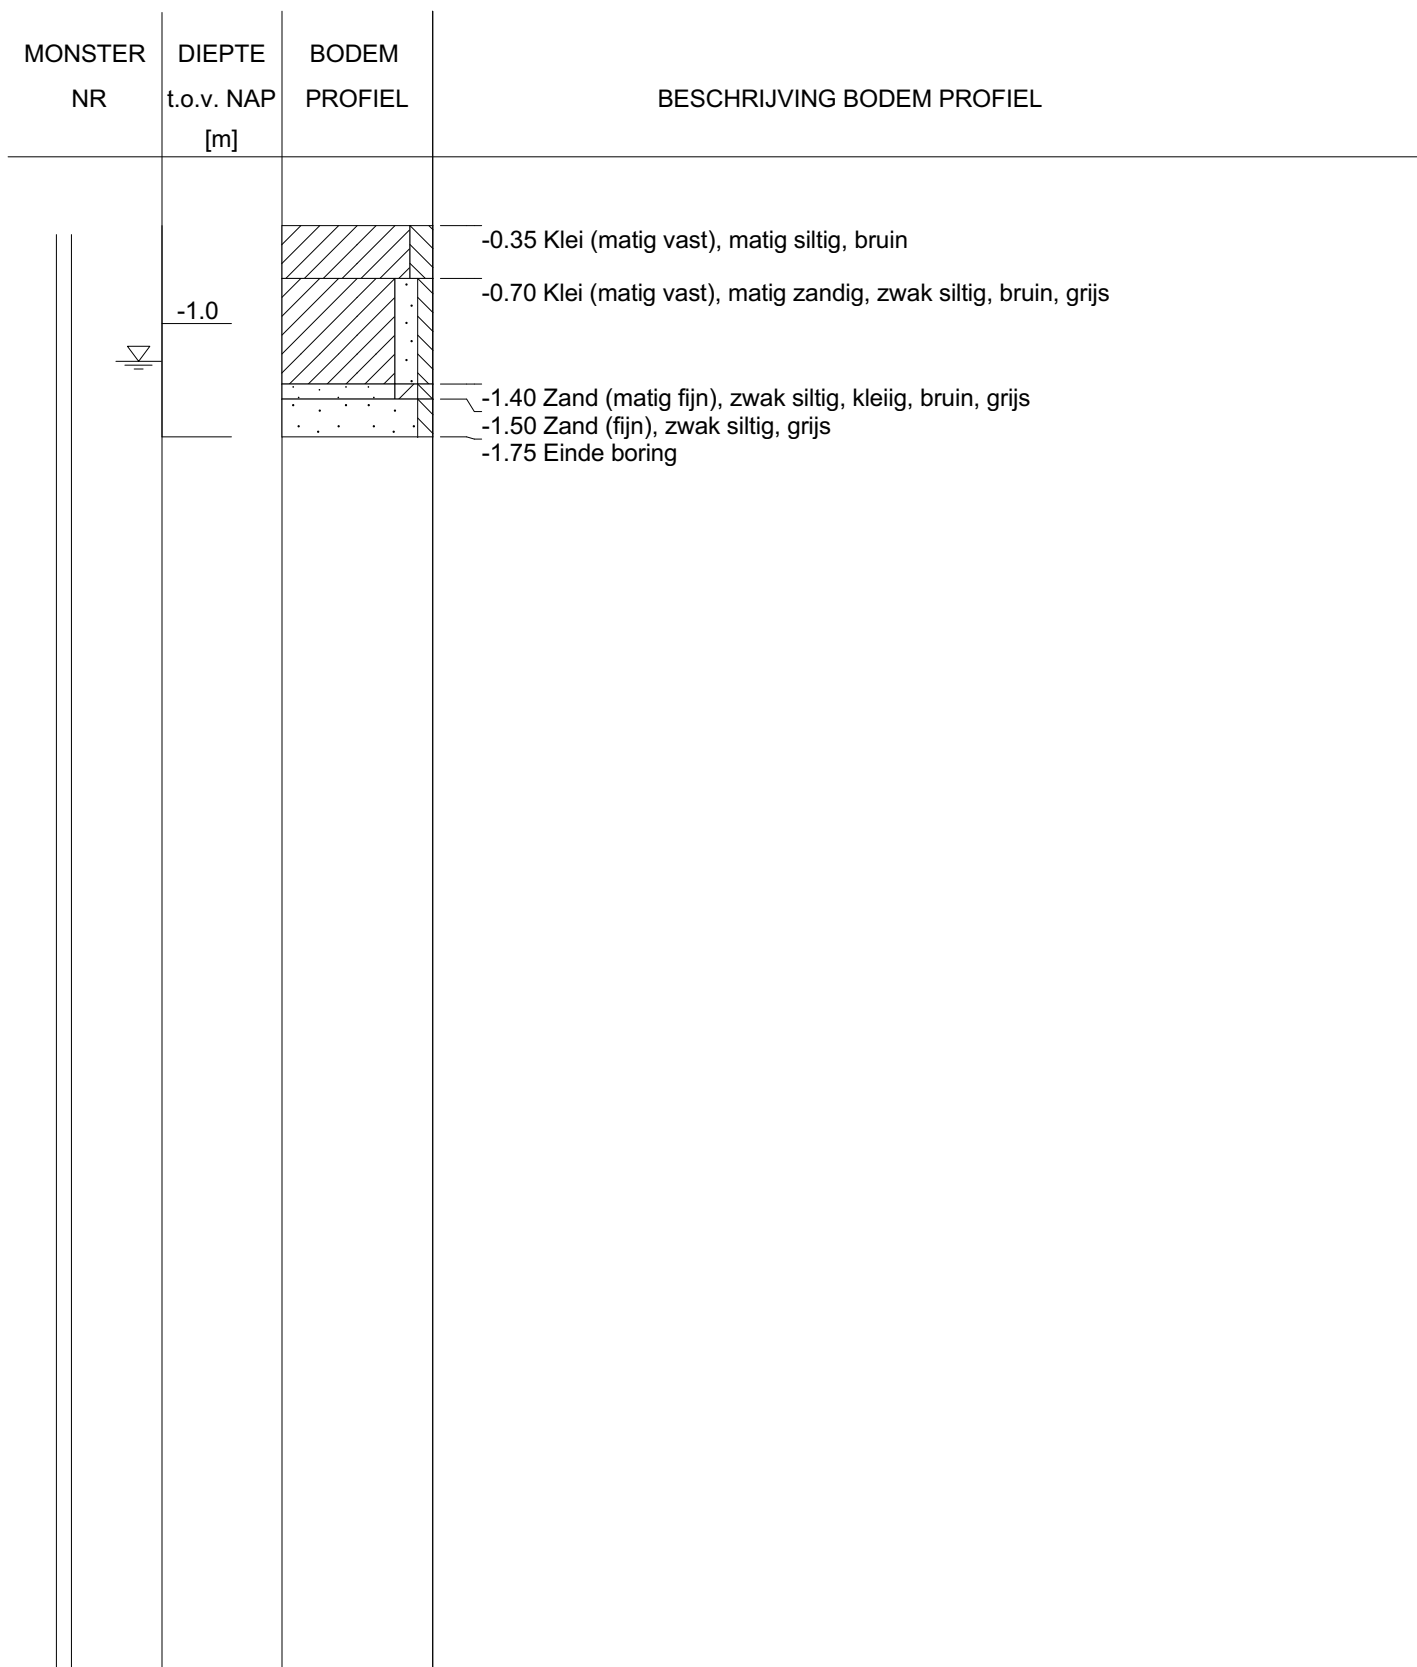 MONSTER
NR
DIEPTE
t.o.v. NAP
[m]
BODEM
PROFIEL
BESCHRIJVING BODEM PROFIEL
-0.35 Klei (matig vast), matig siltig, bruin
-0.70 Klei (matig vast), matig zandig, zwak siltig, bruin, grijs
-1.0
-1.40 Zand (matig fijn), zwak siltig, kleiig, bruin, grijs
-1.50 Zand (fijn), zwak siltig, grijs
-1.75 Einde boring